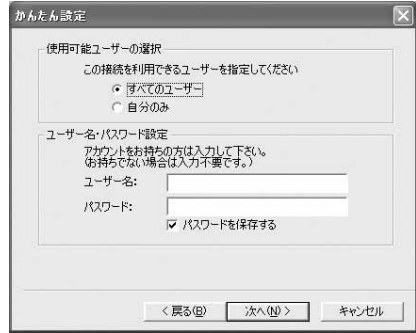 かんたん設定
使用可能ユーザーの選択
この接続を利用できるユーザーを指定してください
すべてのユーザー
自分のみ
ユーザー名・パスワード設定
アカウントをお持ちの方は入力して下さい。
(お持ちでない場合は入力不要です。)
ユーザー名:
パスワード:
パスワードを保存する
< 戻る(B)
次へ(N) >
キャンセル